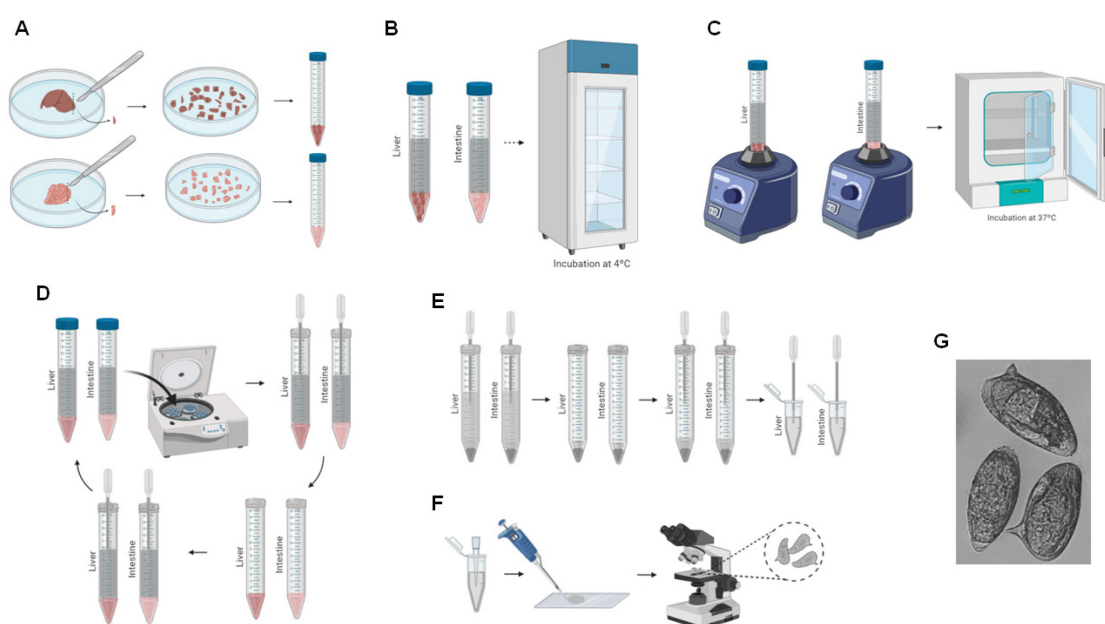 A
B
Liver
Intestine
Incubation at 4ºC
C
Liver
Intestine
Incubation at 37ºC
D
Liver
Intestine
Liver
Intestine
Liver
Intestine
Liver
Intestine
E
Liver
Intestine
Liver
Intestine
Liver
Intestine
Liver
Intestine
F
G